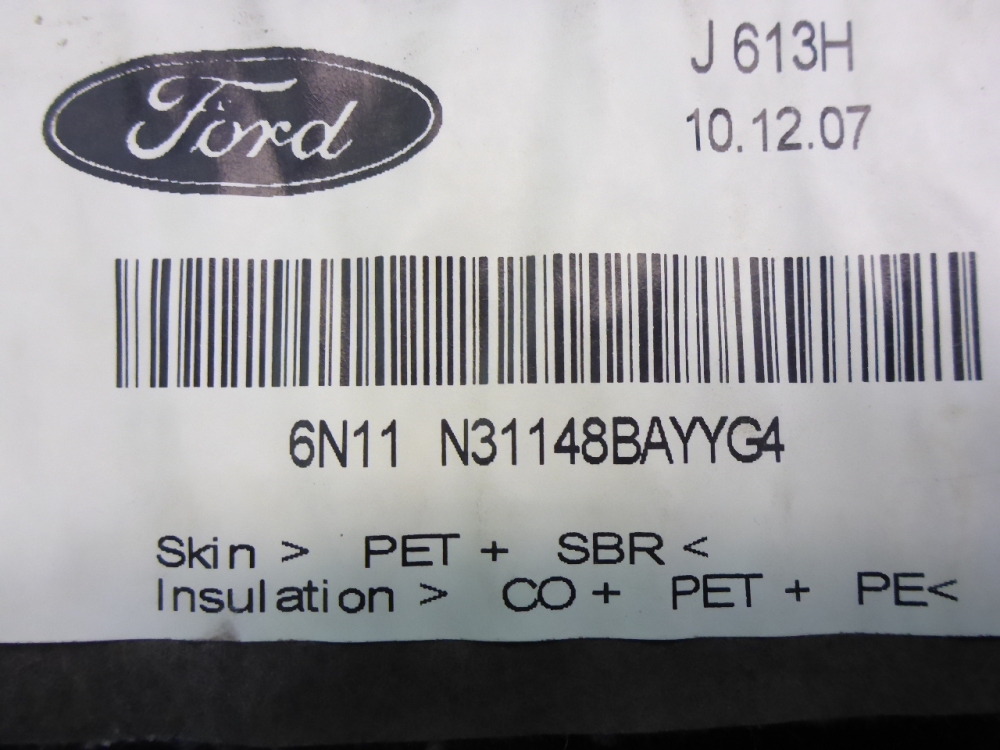 Ford
J 613H
10.12.07
6N11 N31148BAYYG4
Skin > PET + SBR <
Insulation > CO + PET + PE<